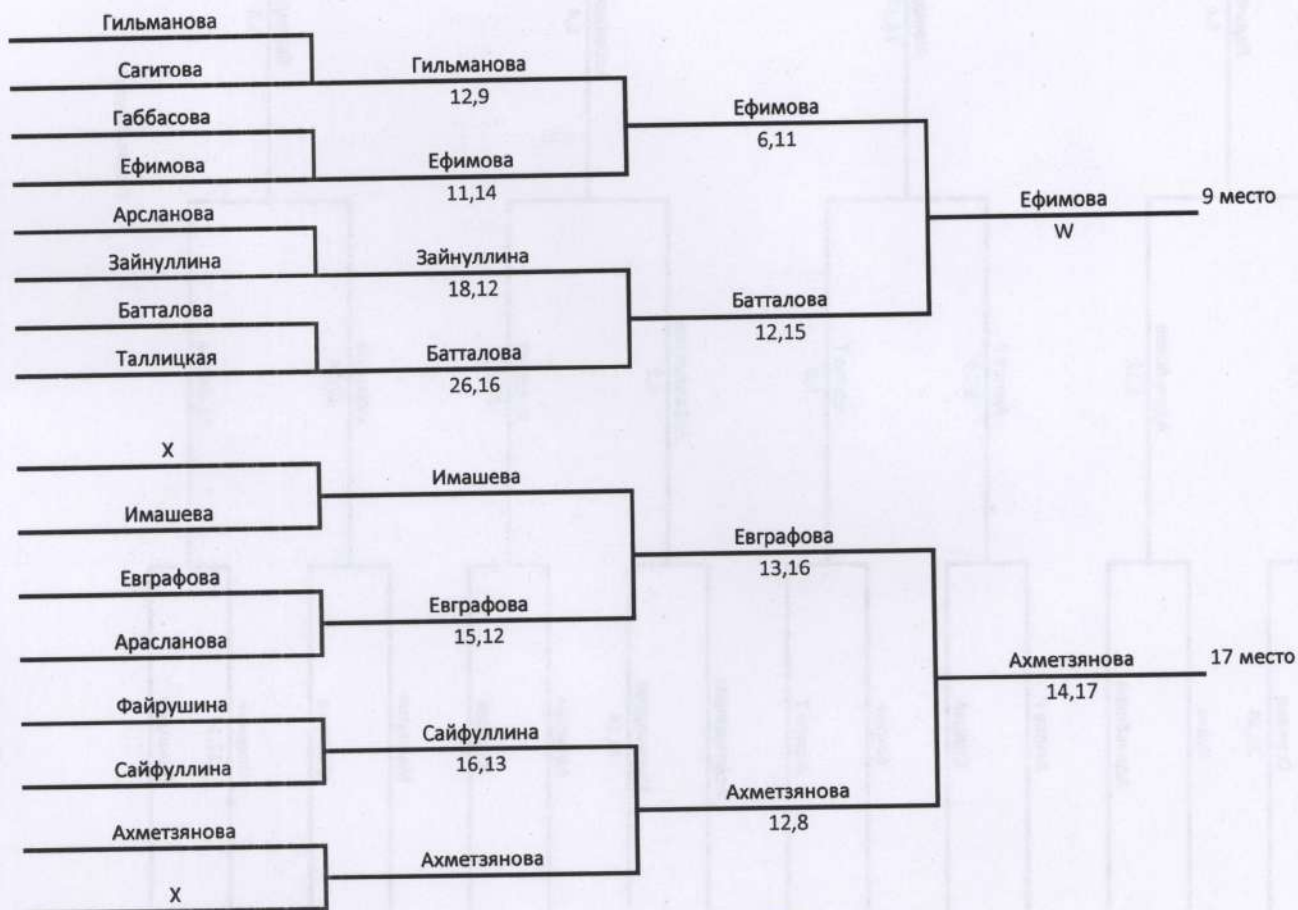 Гильманова
Сагитова
Гильманова
12,9
Габбасова
Ефимова
Ефимова
11,14
Ефимова
6,11
Арсланова
Зайнуллина
Зайнуллина
18,12
Батталова
Таллицкая
Батталова
26,16
Батталова
12,15
Ефимова
W
9 место
X
Имашева
Имашева
Евграфова
Арасланова
Евграфова
15,12
Евграфова
13,16
Файрушина
Сайфуллина
Сайфуллина
16,13
Ахметзянова
X
Ахметзянова
Ахметзянова
12,8
Ахметзянова
14,17
17 место